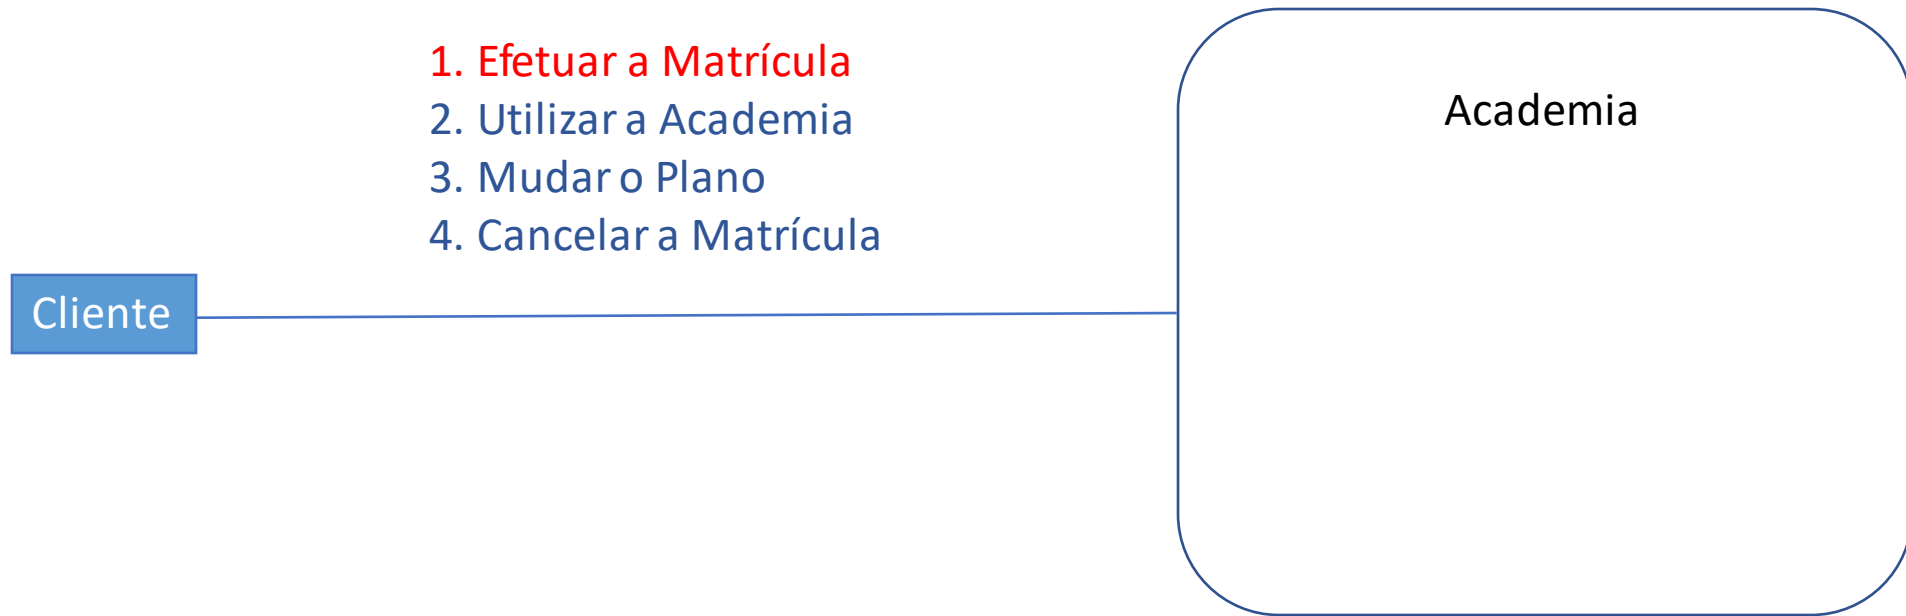 1. Efetuar a Matrícula
2. Utilizar a Academia
3. Mudar o Plano
4. Cancelar a Matrícula
Academia
Cliente